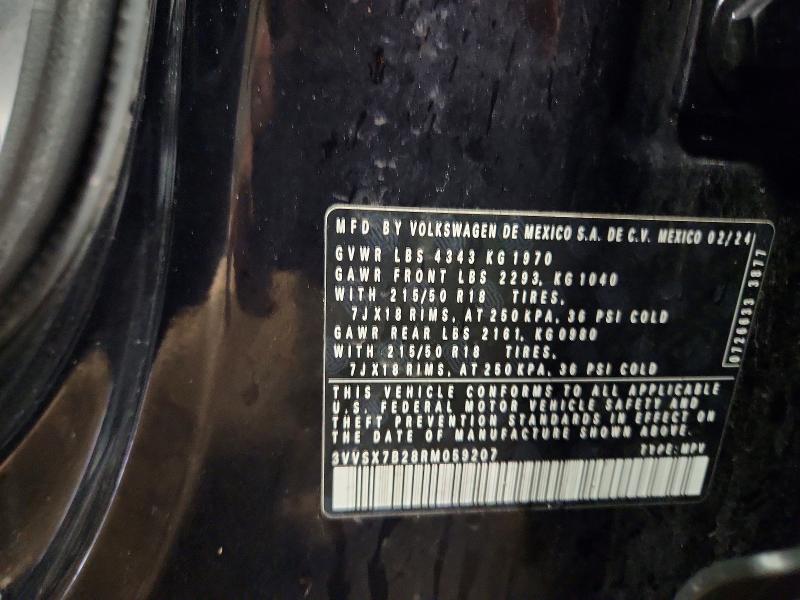 MFD BY VOLKSWAGEN DE MEXICO S.A. DE C.V. MEXICO 02/24
GVWR LBS 4343 KG 1970
GAWR FRONT LBS 2293, KG 1040
WITH 215/50 R18 TIRES,
7JX18 RIMS, AT 250 KPA, 36 PSI COLD
GAWR REAR LBS 2161, KG 0980
WITH 215/50 R18 TIRES,
7JX18 RIMS, AT 250 KPA, 36 PSI COLD
THIS VEHICLE CONFORMS TO ALL APPLICABLE
U.S. FEDERAL MOTOR VEHICLE SAFETY AND
THEFT PREVENTION STANDARDS IN EFFECT ON
THE DATE OF MANUFACTURE SHOWN ABOVE.
3VVSX7B28RM059207 TYPE: MPV